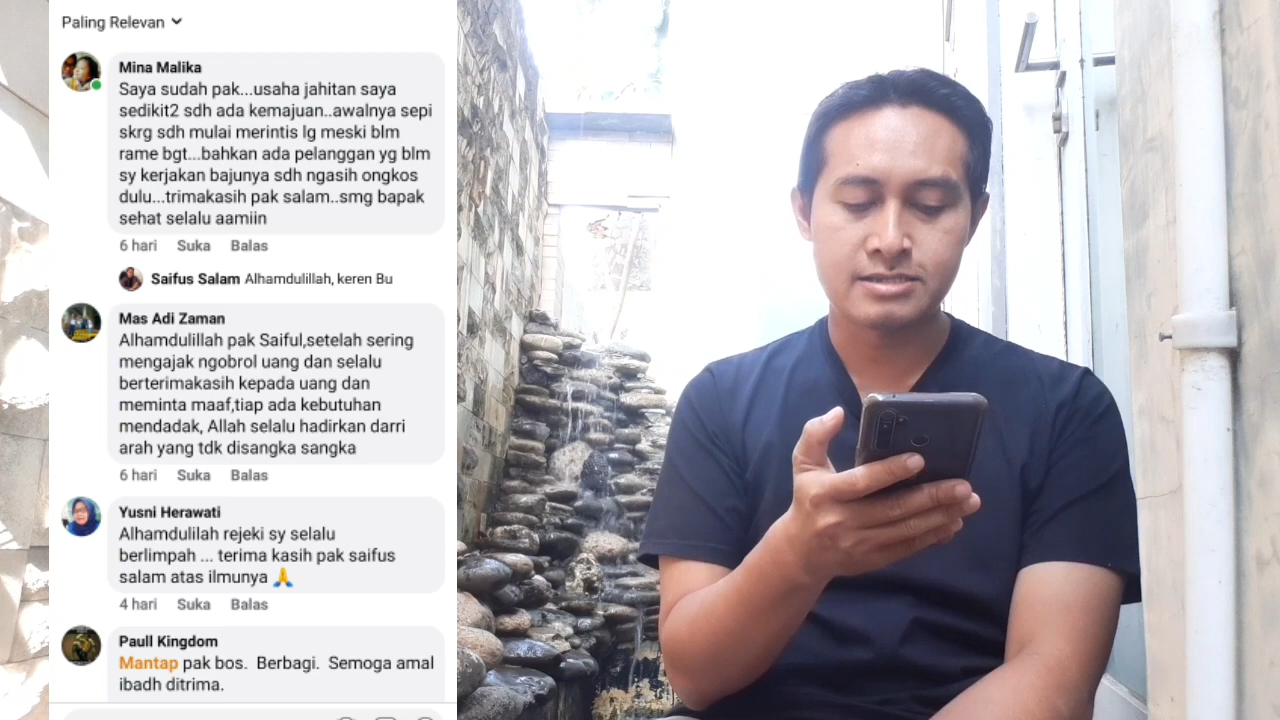 Paling Relevan
Mina Malika
Saya sudah pak...usaha jahitan saya
sedikit2 sdh ada kemajuan..awalnya sepi
skrg sdh mulai merintis lg meski blm
rame bgt...bahkan ada pelanggan yg blm
sy kerjakan bajunya sdh ngasih ongkos
dulu...trimakasih pak salam..smg bapak
sehat selalu aamiin
6 hari Suka Balas
Saifus Salam Alhamdulillah, keren Bu
Mas Adi Zaman
Alhamdulillah pak Saiful,setelah sering
mengajak ngobrol uang dan selalu
berterimakasih kepada uang dan
meminta maaf,tiap ada kebutuhan
mendadak, Allah selalu hadirkan darri
arah yang tdk disangka sangka
6 hari Suka Balas
Yusni Herawati
Alhamdulilah rejeki sy selalu
berlimpah ... terima kasih pak saifus
salam atas ilmunya 🙏
4 hari Suka Balas
Paull Kingdom
Mantap pak bos. Berbagi. Semoga amal
ibadh ditrima.